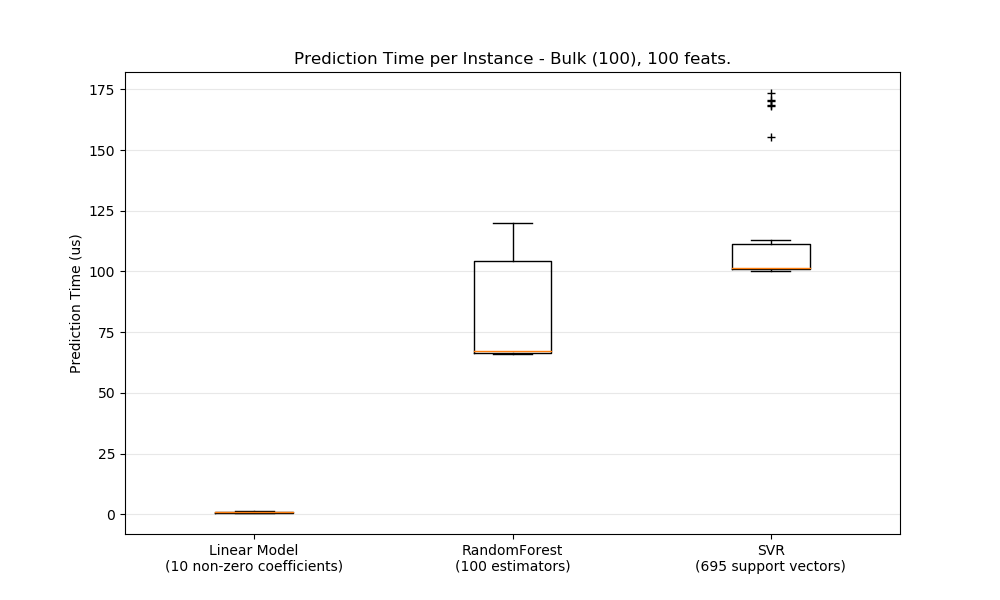 Prediction Time per Instance - Bulk (100), 100 feats.
175
150
125
100
75
50
25
0
Prediction Time (us)
Linear Model
(10 non-zero coefficients)
RandomForest
(100 estimators)
SVR
(695 support vectors)